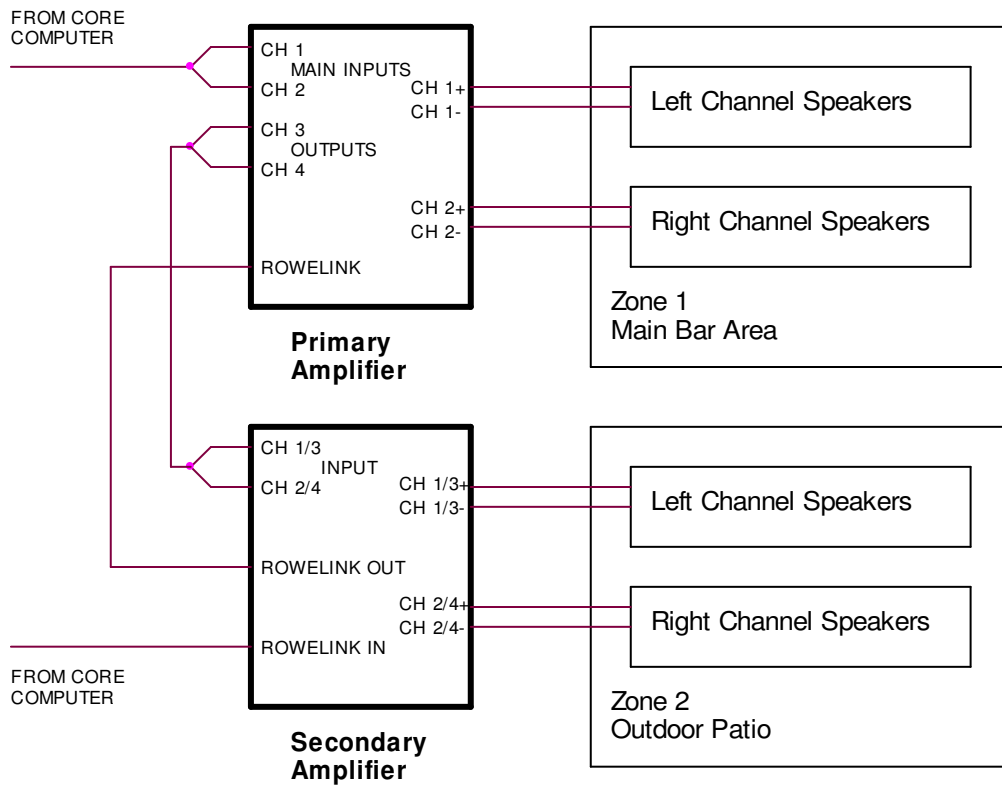 FROM CORE
COMPUTER
CH 1
MAIN INPUTS
CH 2
CH 3
OUTPUTS
CH 4
ROWELINK
CH 1+
CH 1-
CH 2+
CH 2-
Primary
Amplifier
Left Channel Speakers
Right Channel Speakers
Zone 1
Main Bar Area
CH 1/3
INPUT
CH 2/4
ROWELINK OUT
ROWELINK IN
CH 1/3+
CH 1/3-
CH 2/4+
CH 2/4-
FROM CORE
COMPUTER
Secondary
Amplifier
Left Channel Speakers
Right Channel Speakers
Zone 2
Outdoor Patio